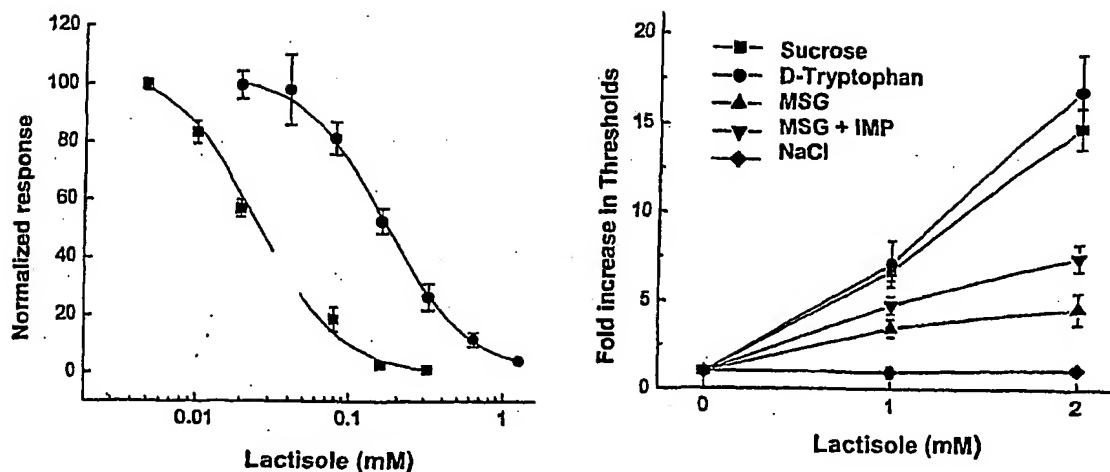 120
100
80
60
40
20
0
Normalized response
0.01
0.1
1
Lactisole (mM)
20
15
10
5
0
Fold increase in Thresholds
Sucrose
D-Tryptophan
MSG
MSG + IMP
NaCl
0
1
2
Lactisole (mM)